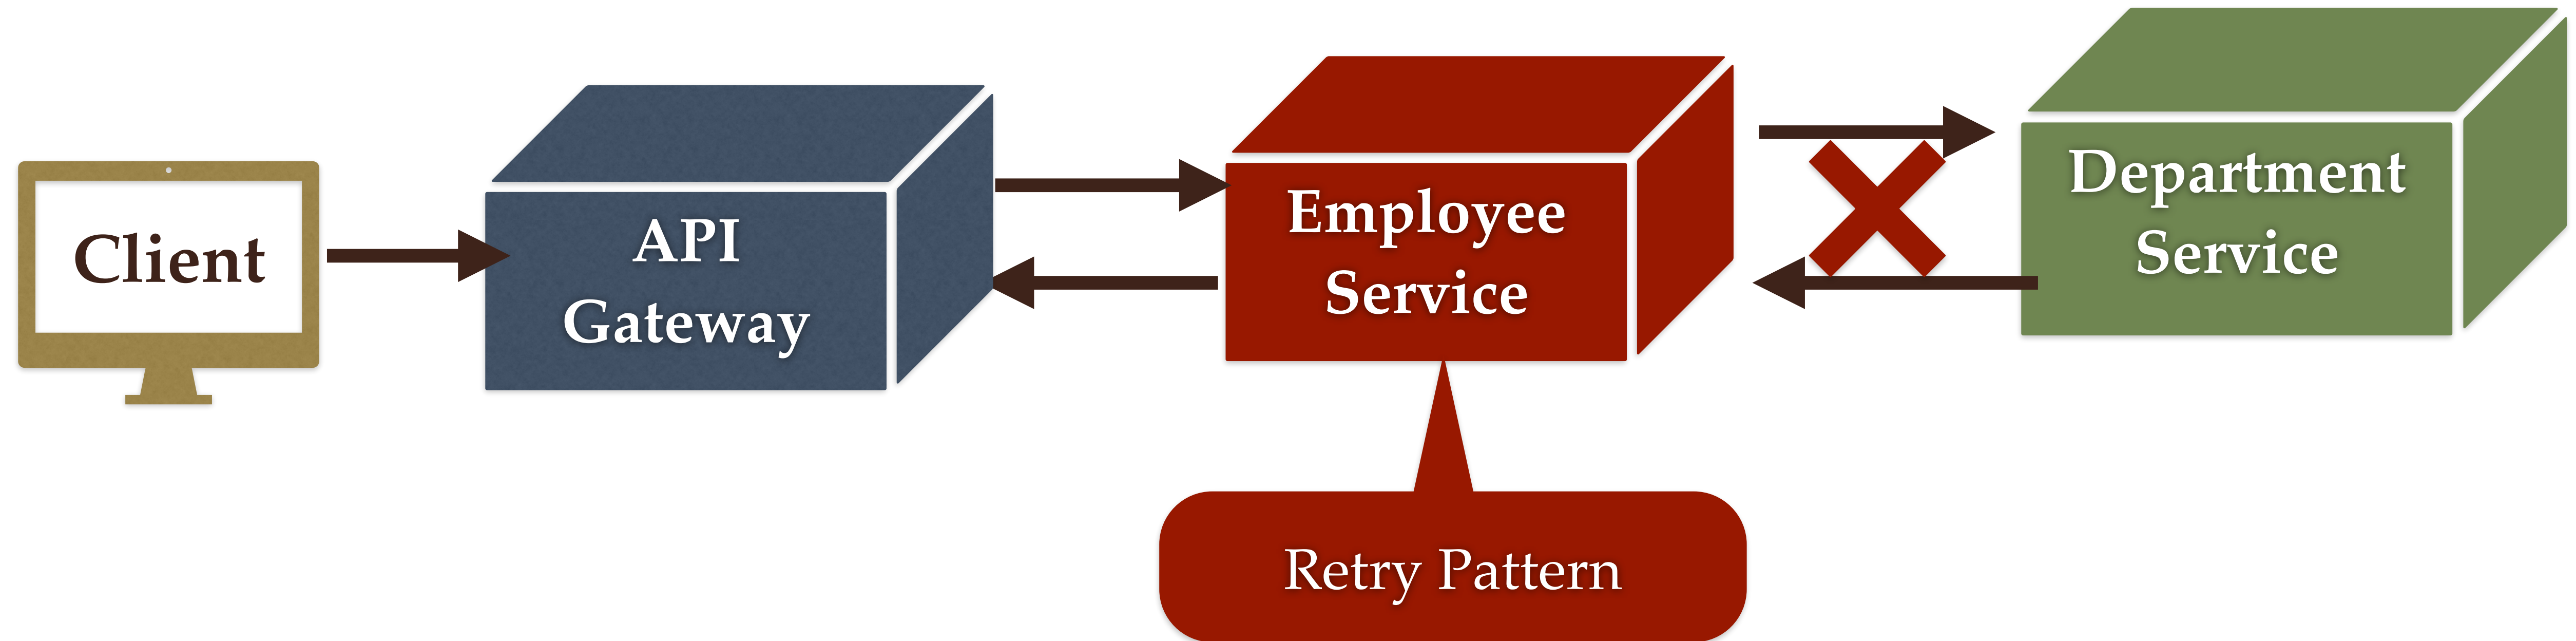 Client
API
Gateway
Employee
Service
Department
Service
Retry Pattern